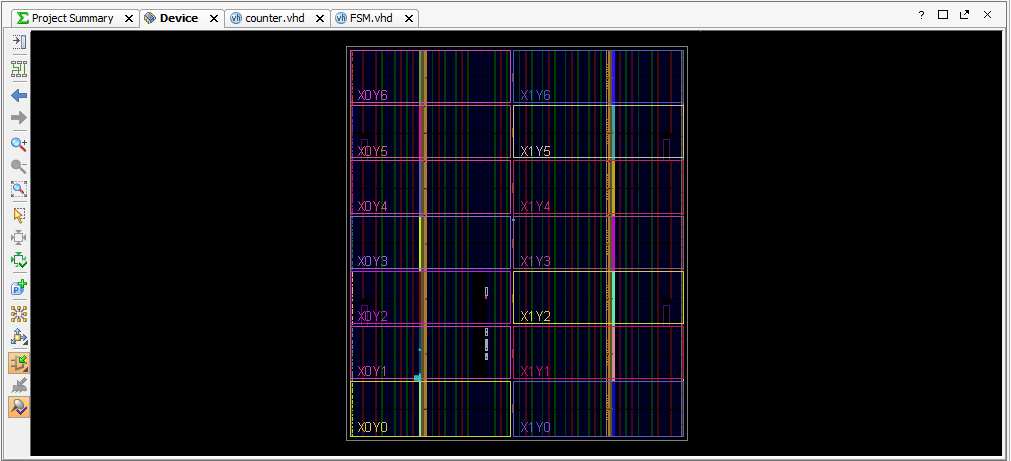 Project Summary Device counter.vhd FSM.vhd
X0Y6 X1Y6
X0Y5 X1Y5
X0Y4 X1Y4
X0Y3 X1Y3
X0Y2 X1Y2
X0Y1 X1Y1
X0Y0 X1Y0